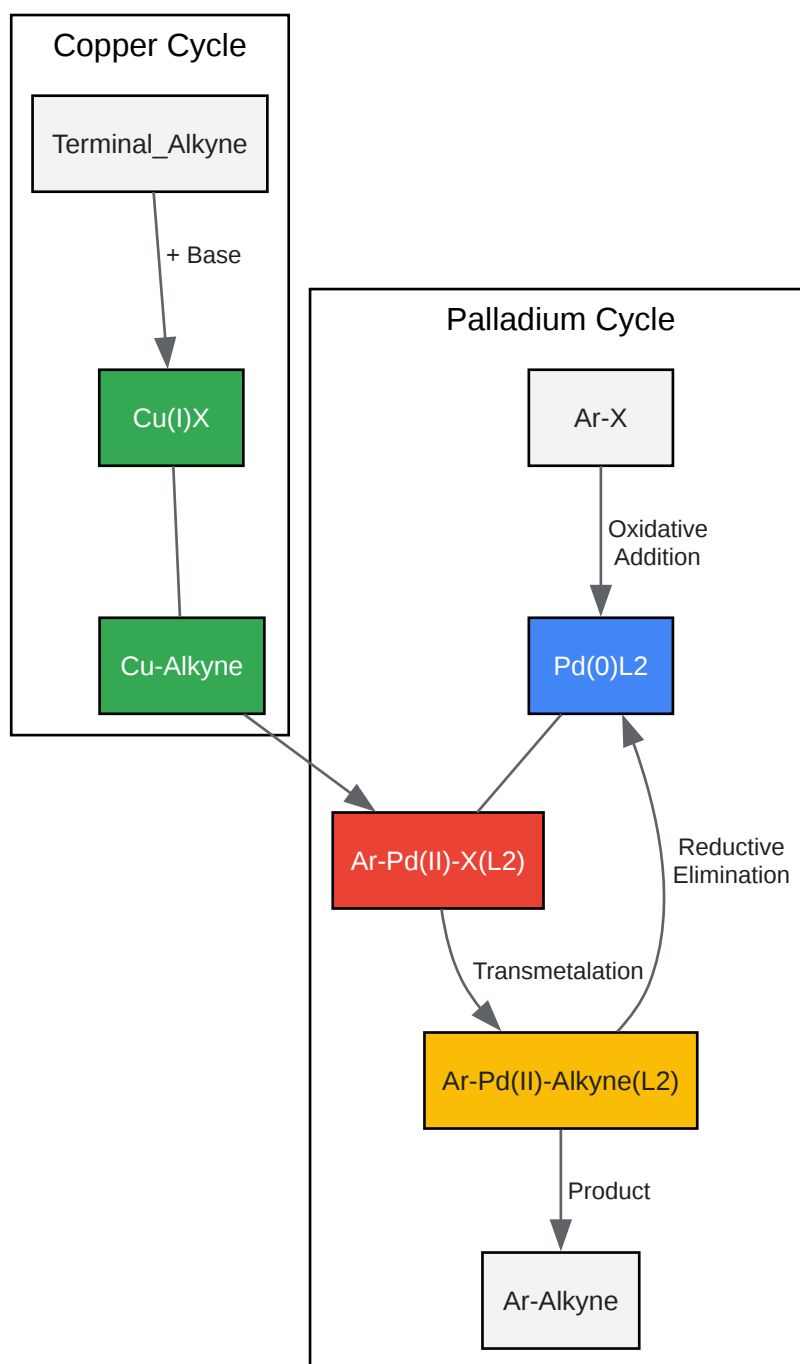 Copper Cycle
Terminal_Alkyne
+ Base
Cu(I)X
Cu-Alkyne
Palladium Cycle
Ar-X
Oxidative
Addition
Pd(0)L2
Ar-Pd(II)-X(L2)
Reductive
Elimination
Transmetalation
Ar-Pd(II)-Alkyne(L2)
Product
Ar-Alkyne